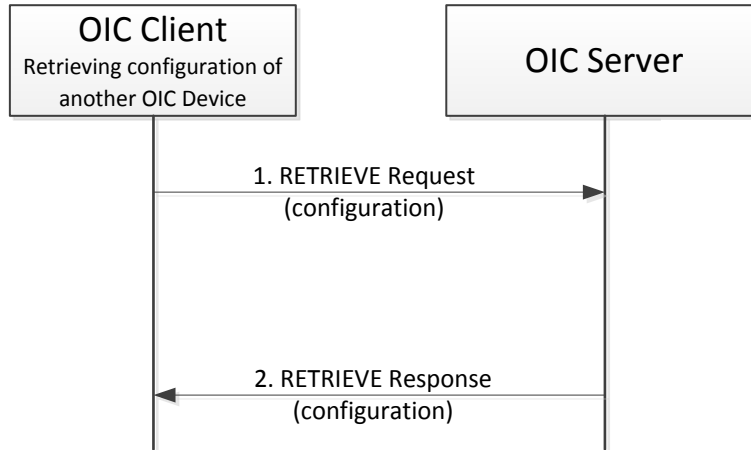 OIC Client
Retrieving configuration of
another OIC Device
OIC Server
1. RETRIEVE Request
(configuration)
2. RETRIEVE Response
(configuration)